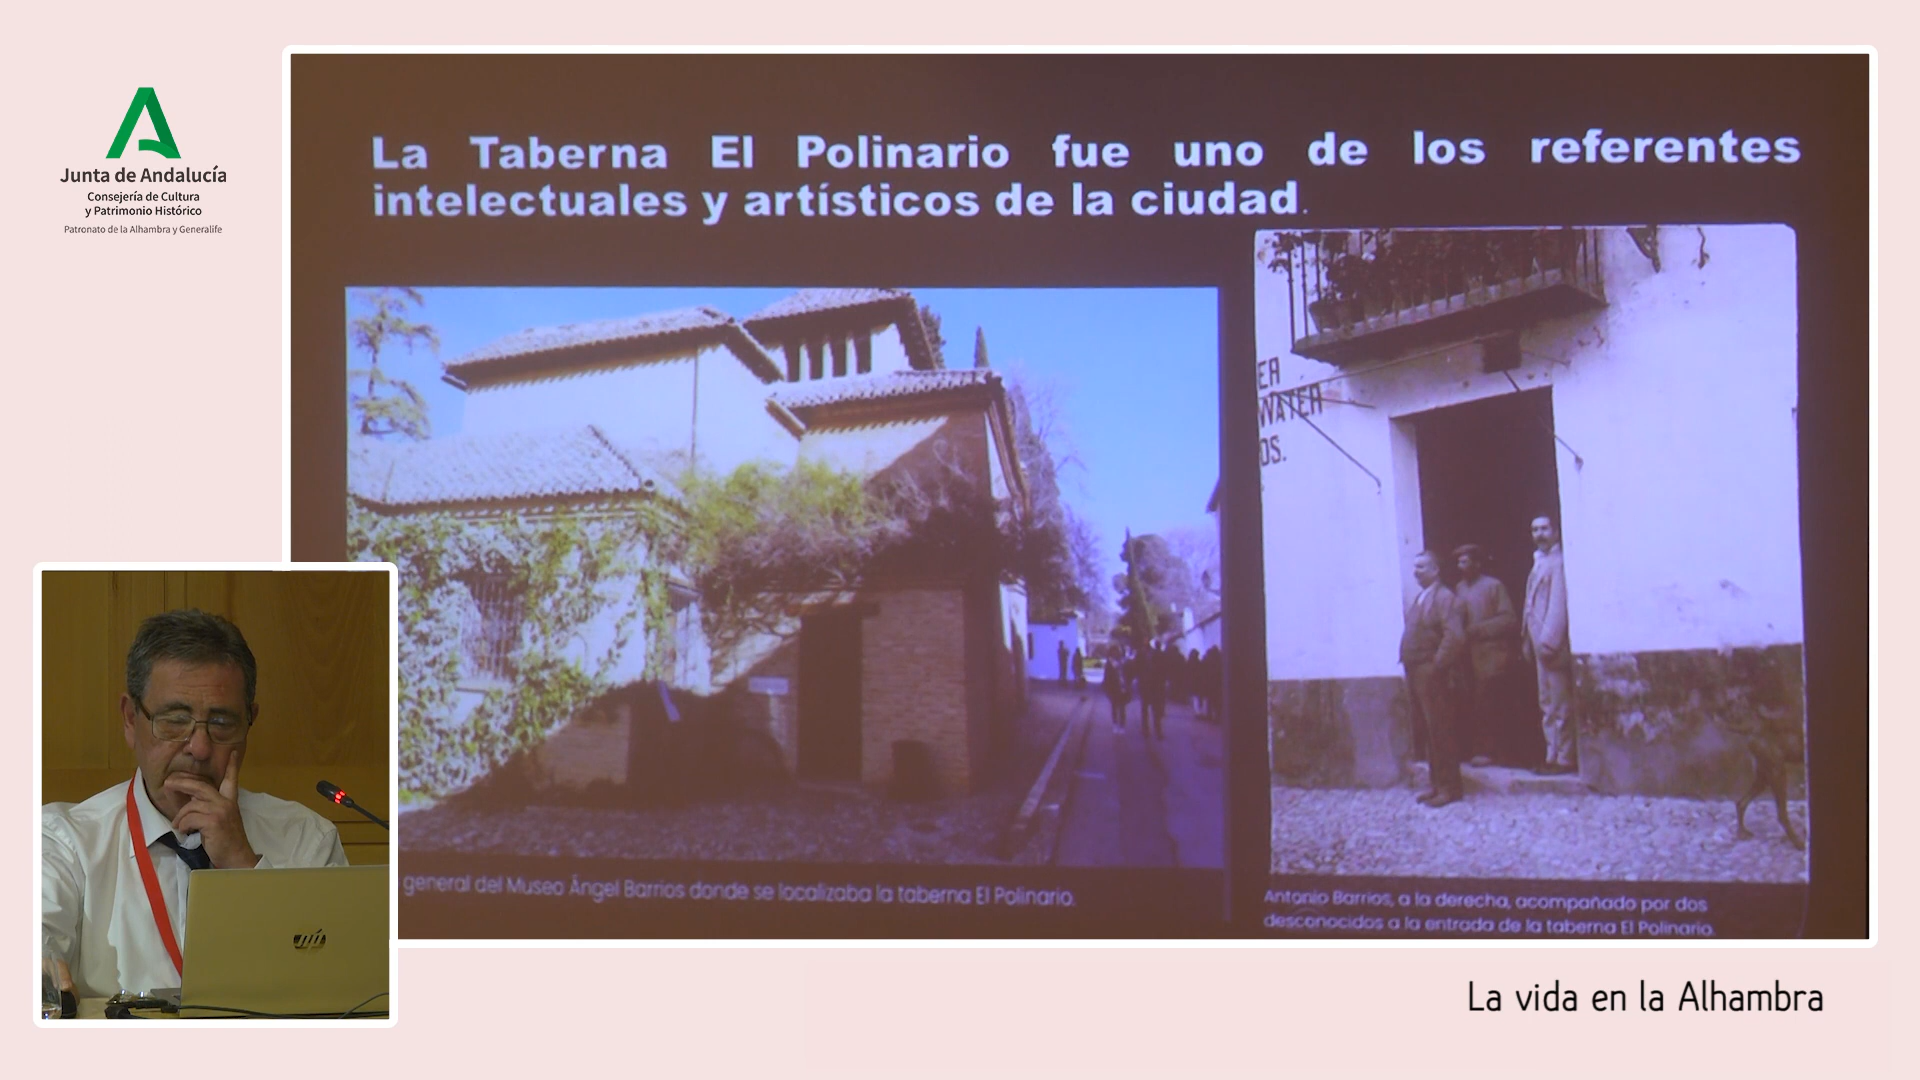 Junta de Andalucía
Consejería de Cultura
y Patrimonio Histórico
Patronato de la Alhambra y Generalife
La Taberna El Polinario fue uno de los referentes
intelectuales y artísticos de la ciudad.
ER
WATER
OS.
general del Museo Ángel Barrios donde se localizaba la taberna El Polinario.
Antonio Barrios, a la derecha, acompañado por dos
desconocidos a la entrada de la taberna El Polinario.
hp
La vida en la Alhambra